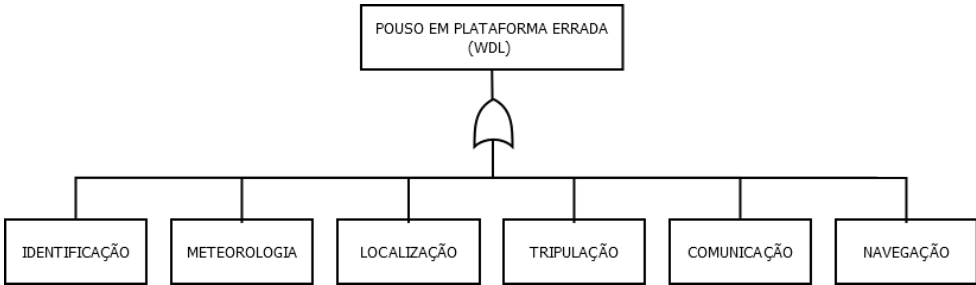 POUSO EM PLATAFORMA ERRADA
(WDL)
IDENTIFICAÇÃO
METEOROLOGIA
LOCALIZAÇÃO
TRIPULAÇÃO
COMUNICAÇÃO
NAVEGAÇÃO